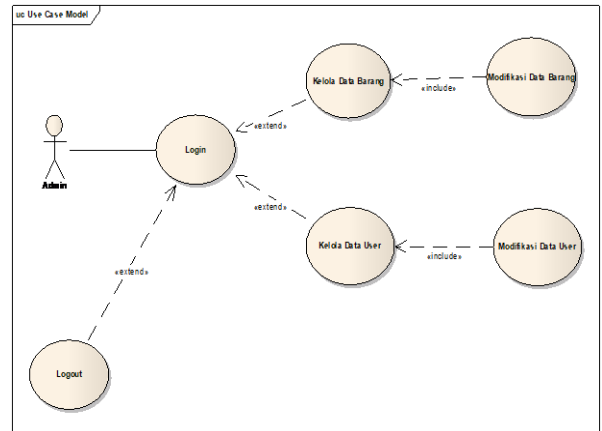 uc Use Case Model
Kelola Data Barang
«include»
Modifikasi Data Barang
«extend»
Login
Admin
«extend»
Kelola Data User
«include»
Modifikasi Data User
«extend»
Logout